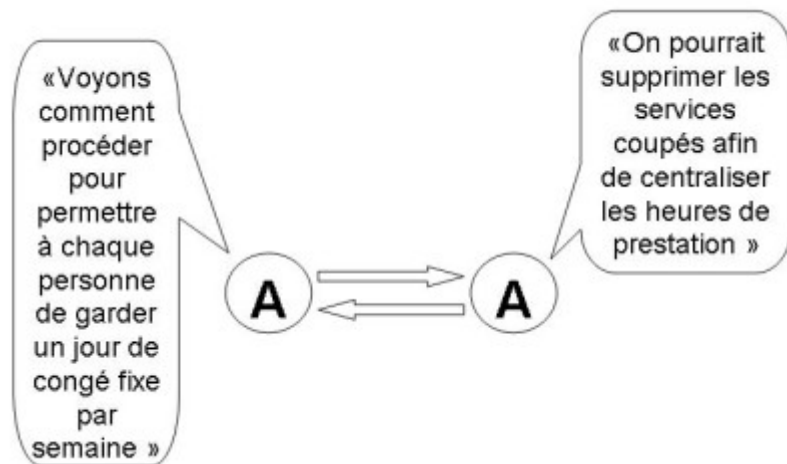 «Voyons
comment
procéder
pour
permettre
à chaque
personne
de garder
un jour de
congé fixe
par
semaine »
«On pourrait
supprimer les
services
coupés afin
de centraliser
les heures de
prestation »
A
A